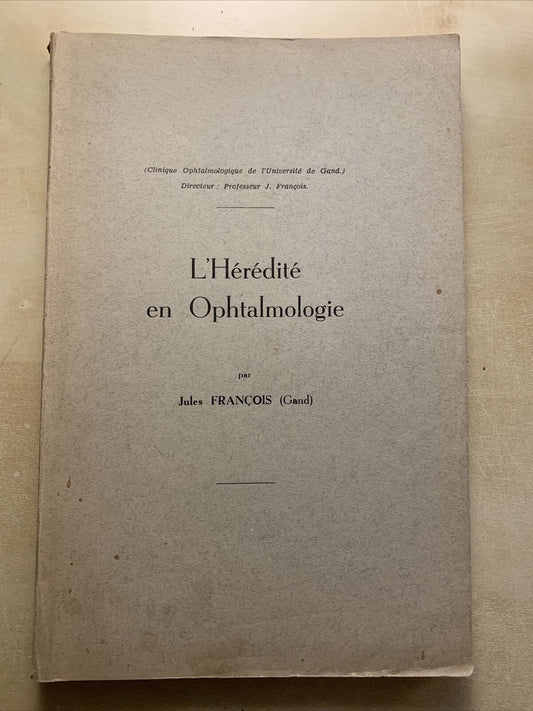 (Clinique Ophtalmologique de l'Université de Gand.)
Directeur : Professeur J. François.
L'Hérédité
en Ophtalmologie
par
Jules FRANÇOIS (Gand)